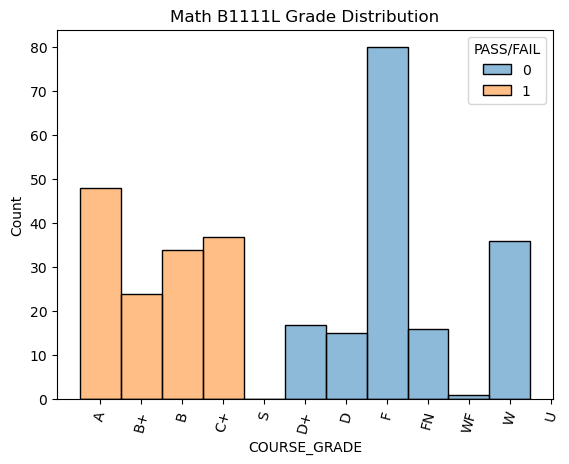 Math B1111L Grade Distribution
PASS/FAIL
0
1
80
70
60
50
40
30
20
10
0
Count
A
B+
B
C+
S
D+
D
F
FN
WF
W
U
COURSE_GRADE